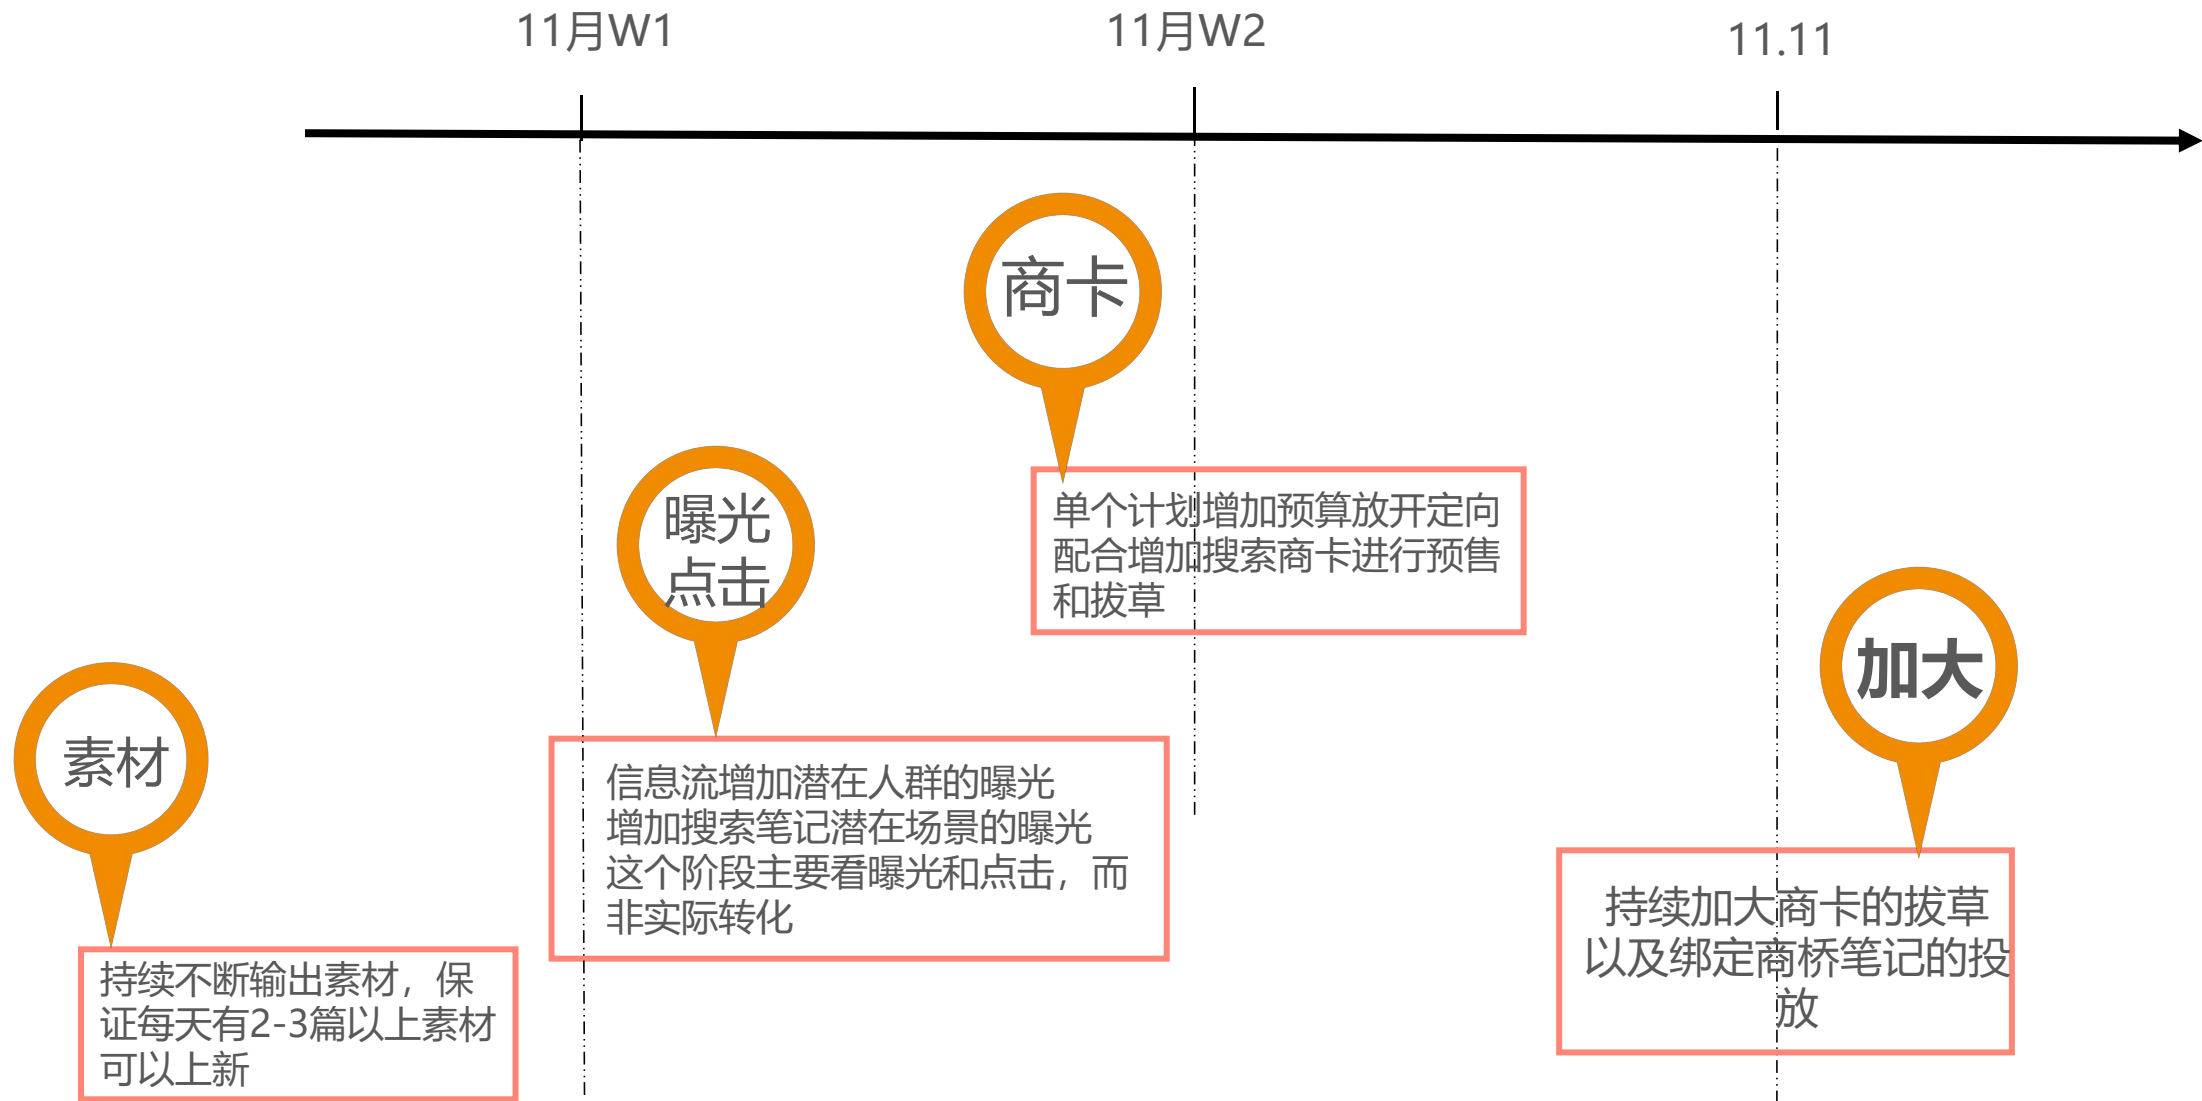 11月W1
11月W2
11.11
商卡
单个计划增加预算放开定向
配合增加搜索商卡进行预售
和拔草
曝光
点击
信息流增加潜在人群的曝光
增加搜索笔记潜在场景的曝光
这个阶段主要看曝光和点击，而
非实际转化
加大
持续加大商卡的拔草
以及绑定商桥笔记的投
放
素材
持续不断输出素材，保
证每天有2-3篇以上素材
可以上新